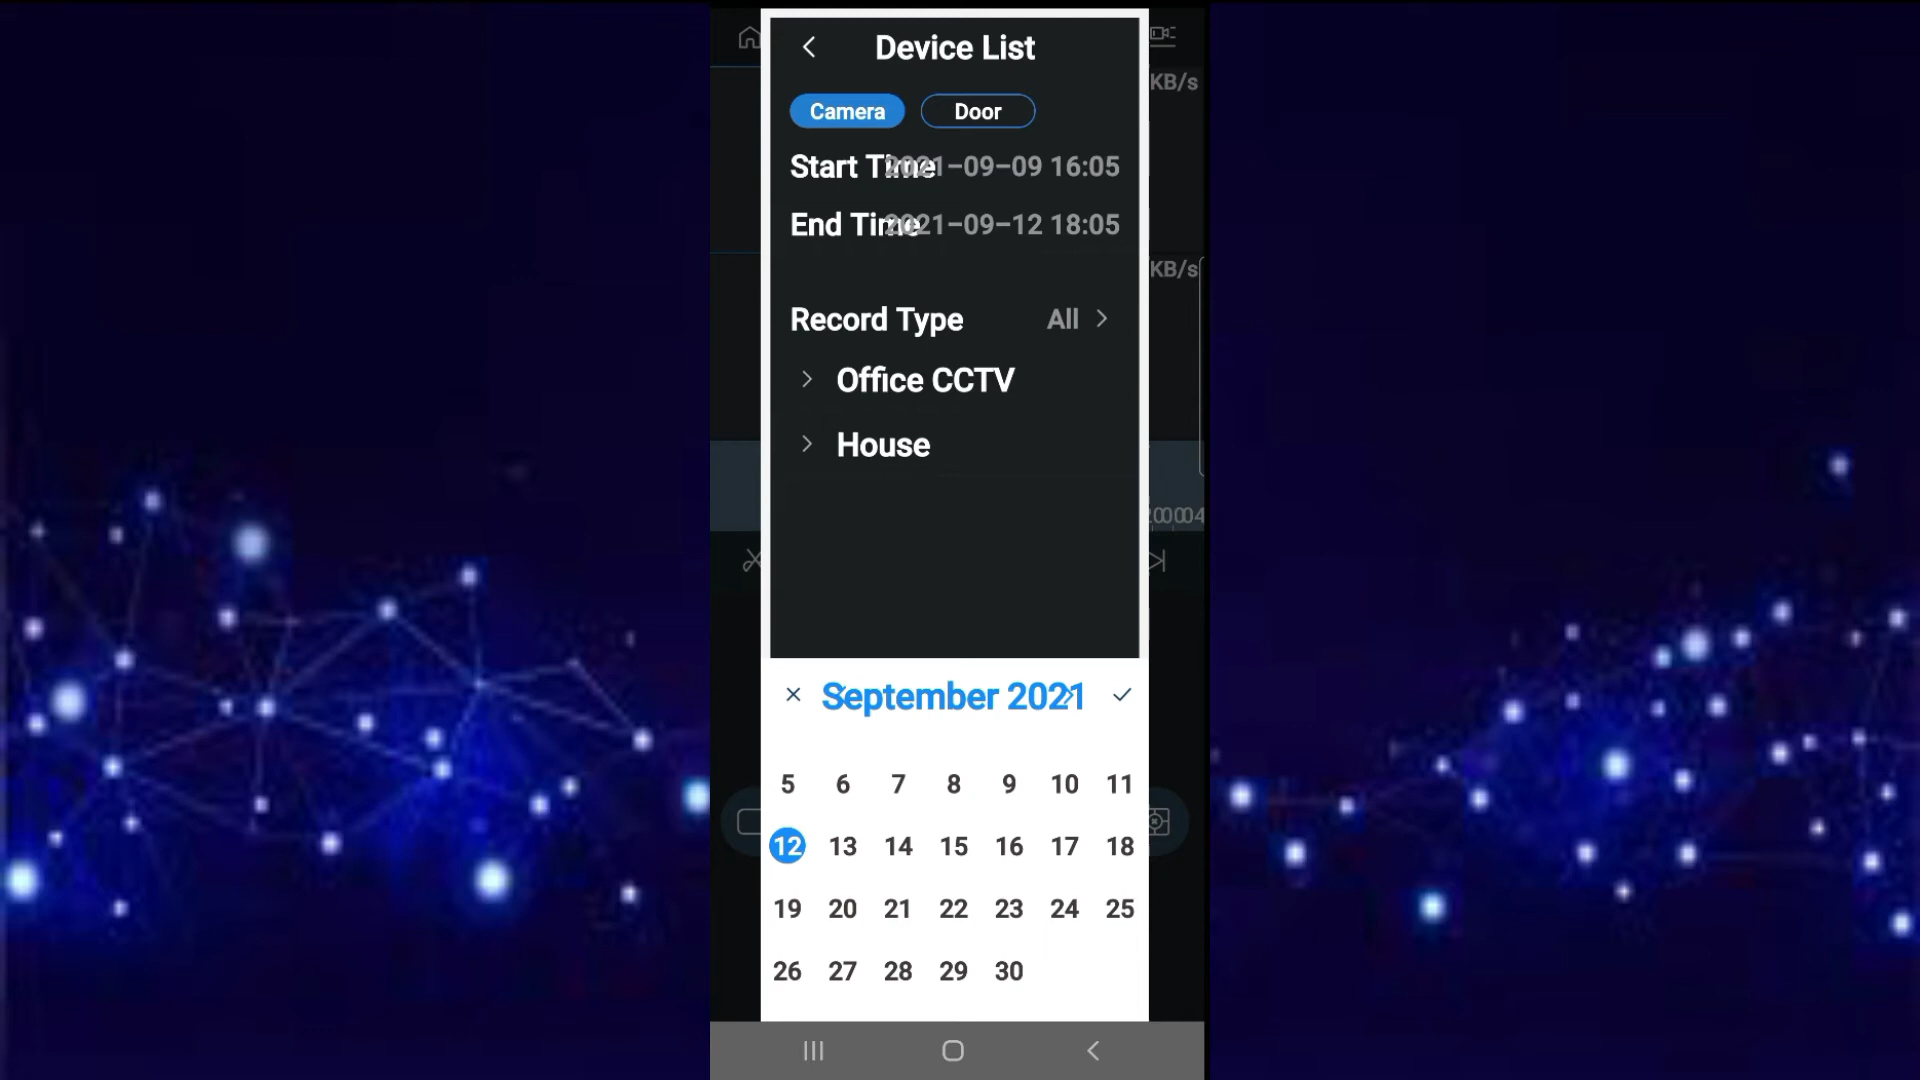 Device List
KB/s
Camera Door
Start Time 2021-09-09 16:05
End Time 2021-09-12 18:05
KB/s
Record Type All
Office CCTV
House
September 2021
5 6 7 8 9 10 11
12 13 14 15 16 17 18
19 20 21 22 23 24 25
26 27 28 29 30